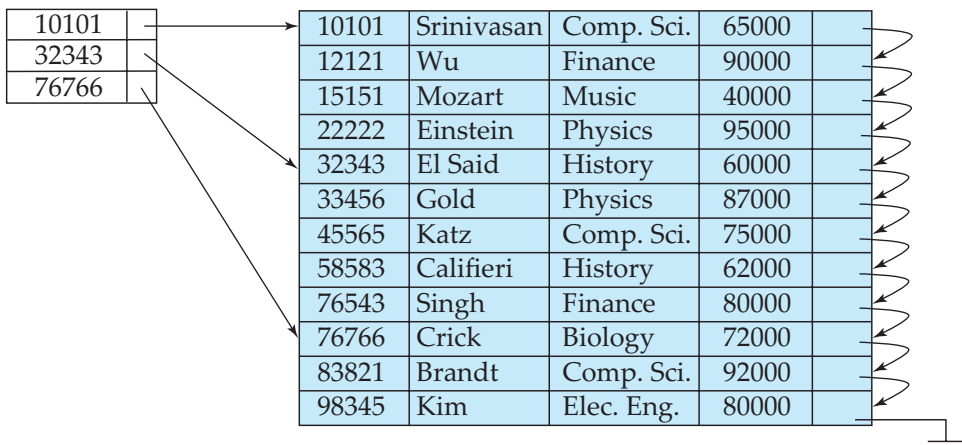 10101
32343
76766
10101 Srinivasan Comp. Sci. 65000
12121 Wu Finance 90000
15151 Mozart Music 40000
22222 Einstein Physics 95000
32343 El Said History 60000
33456 Gold Physics 87000
45565 Katz Comp. Sci. 75000
58583 Califieri History 62000
76543 Singh Finance 80000
76766 Crick Biology 72000
83821 Brandt Comp. Sci. 92000
98345 Kim Elec. Eng. 80000